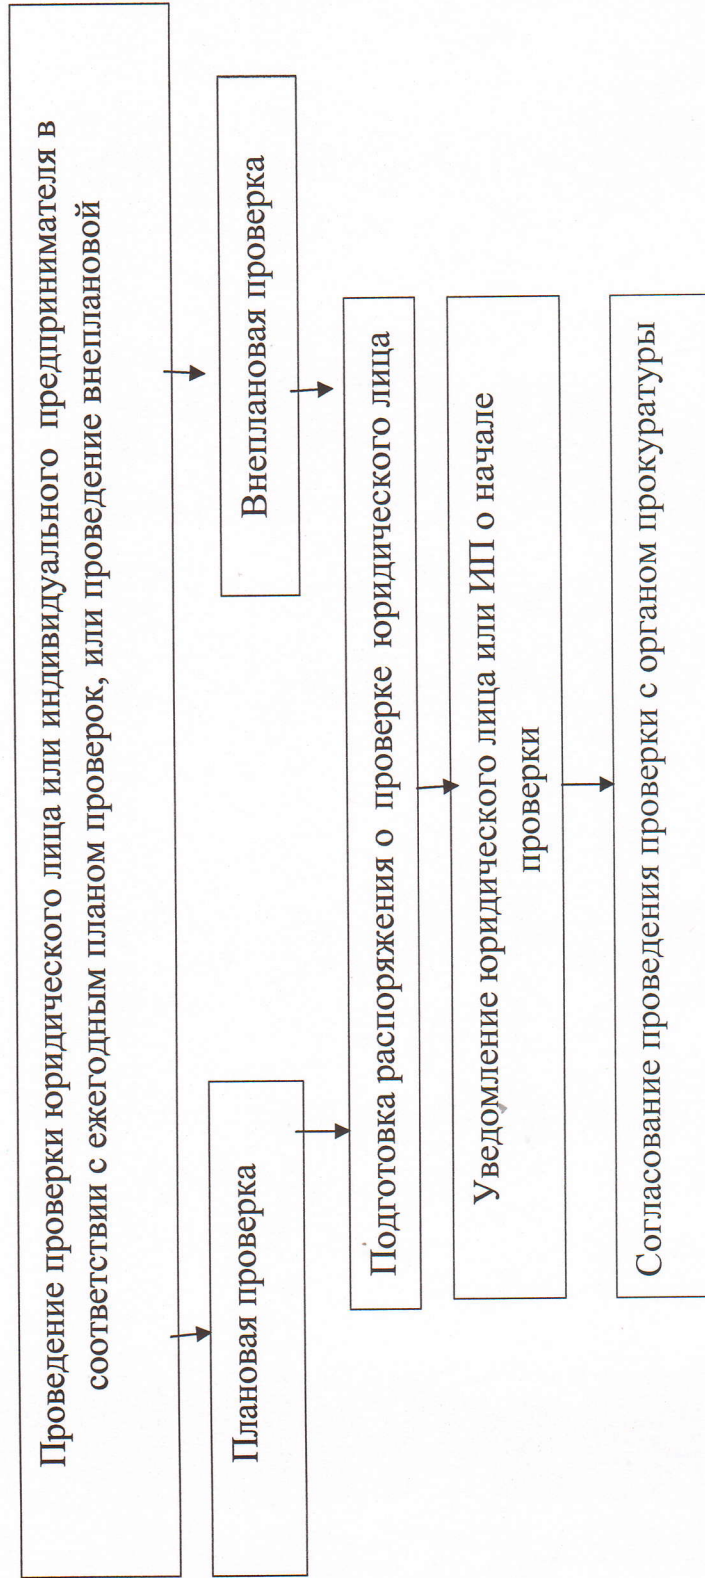 Проведение проверки юридического лица или индивидуального предпринимателя в
соответствии с ежегодным планом проверок, или проведение внеплановой
Плановая проверка
Внеплановая проверка
Подготовка распоряжения о проверке юридического лица
Уведомление юридического лица или ИП о начале
проверки
Согласование проведения проверки с органом прокуратуры